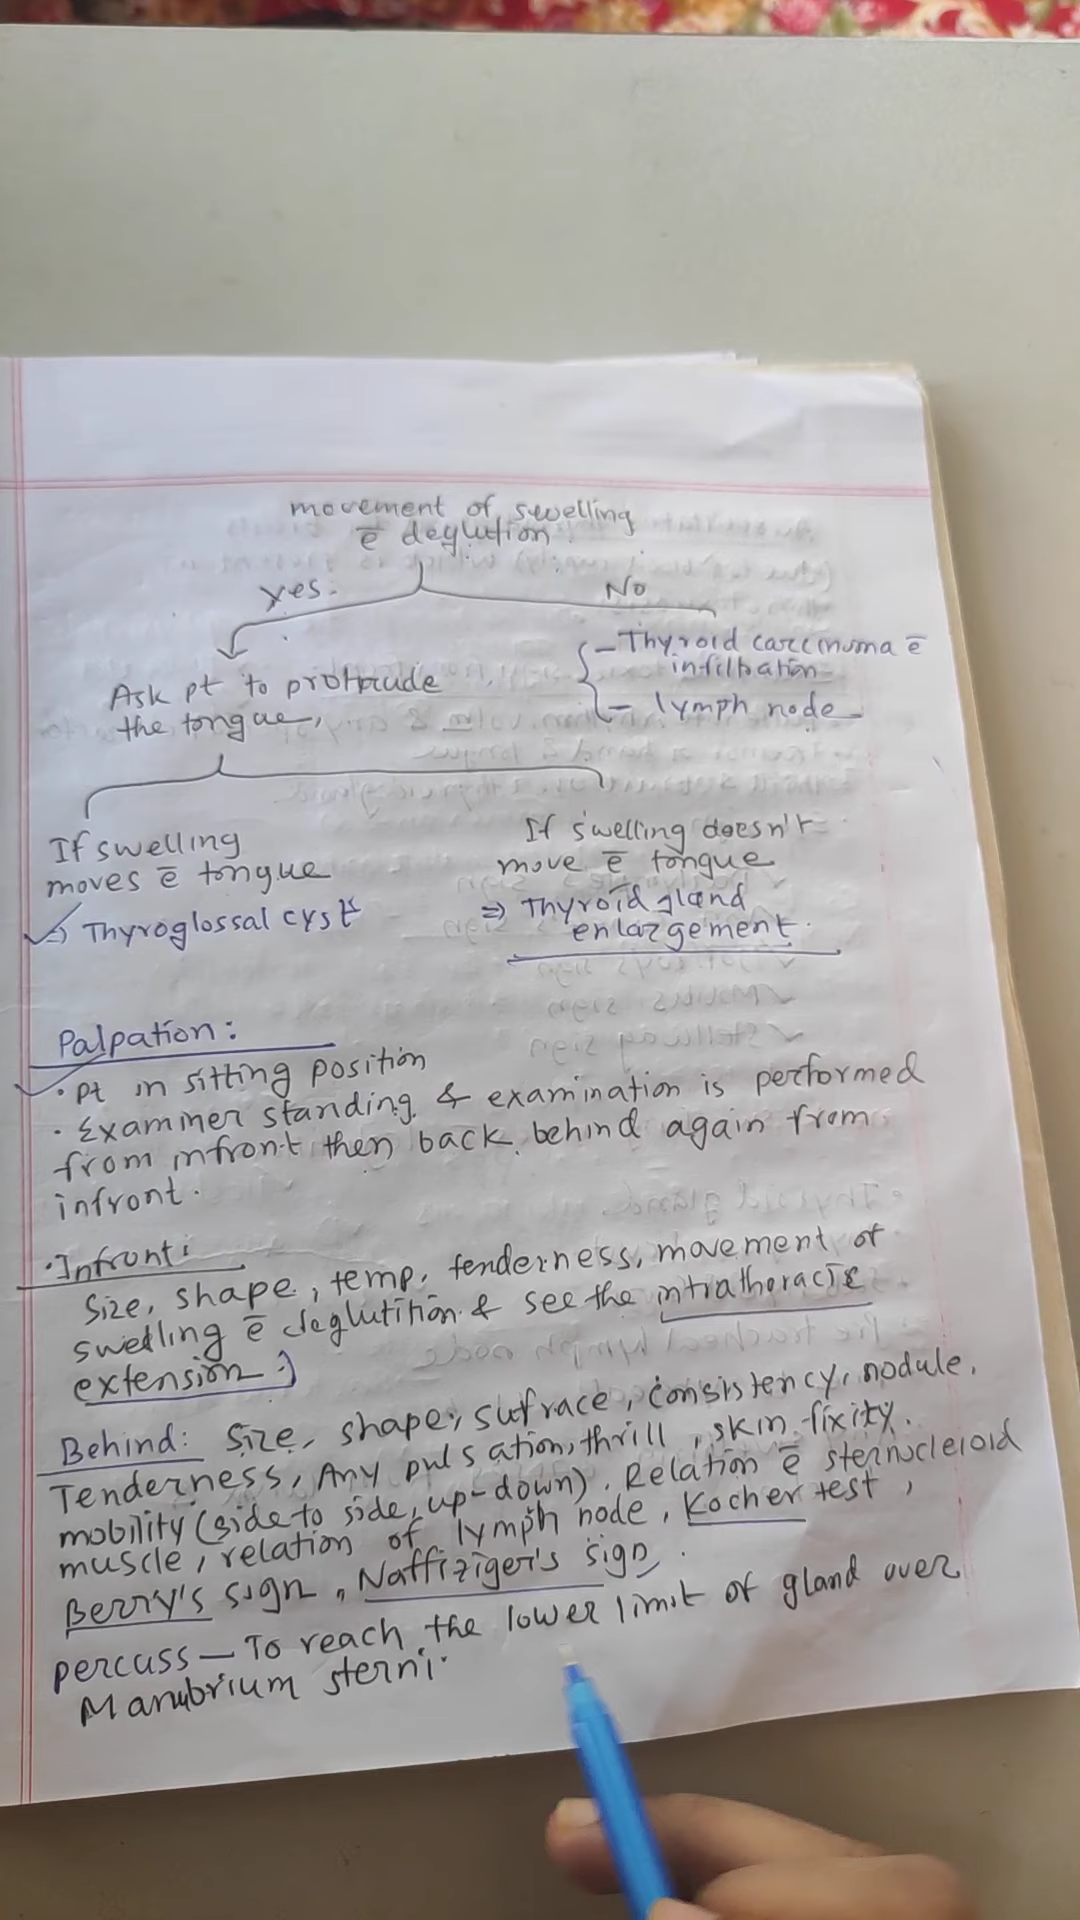 movement of swelling
ē deglution
yes.
No
Ask pt to protrude
the tongue,
– Thyroid carcinuma ē
infiltration
– lymph node
If swelling
moves ē tongue
⇒ Thyroglossal cyst
If swelling doesn't
move ē tongue
⇒ Thyroid gland
enlargement.
Palpation:
• pt in sitting position
• Examiner standing & examination is performed
from infront then back behind again from
infront.
• Infront:
Size, shape, temp, tenderness, movement of
swelling ē deglutition & see the intrathoracic
extension.
Behind: Size, shape, sufrace, consistency, nodule,
Tenderness, Any pulsation, thrill, skin fixity.
mobility (side to side, up-down). Relation ē sternocleioid
muscle, relation of lymph node, Kocher test,
Berry's sign, Naffiziger's sign.
percuss – To reach the lower limit of gland over
Manubrium sterni.